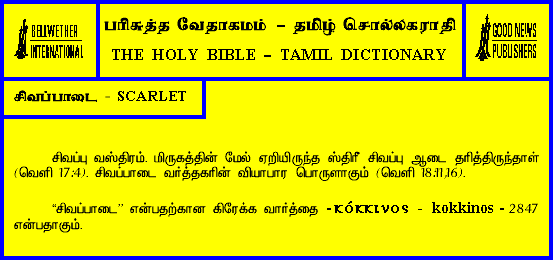 BELLWETHER
INTERNATIONAL
பரிசுத்த வேதாகமம் – தமிழ் சொல்லகராதி
THE HOLY BIBLE – TAMIL DICTIONARY
GOOD NEWS
PUBLISHERS
சிவப்பாடை - SCARLET
சிவப்பு வஸ்திரம். மிருகத்தின் மேல் ஏறியிருந்த ஸ்திரீ சிவப்பு ஆடை தரித்திருந்தாள்
(வெளி 17:4). சிவப்பாடை வர்த்தகரின் வியாபார பொருளாகும் (வெளி 18:11,16).
“சிவப்பாடை” என்பதற்கான கிரேக்க வார்த்தை - κόκκινος - kokkinos - 2847
என்பதாகும்.